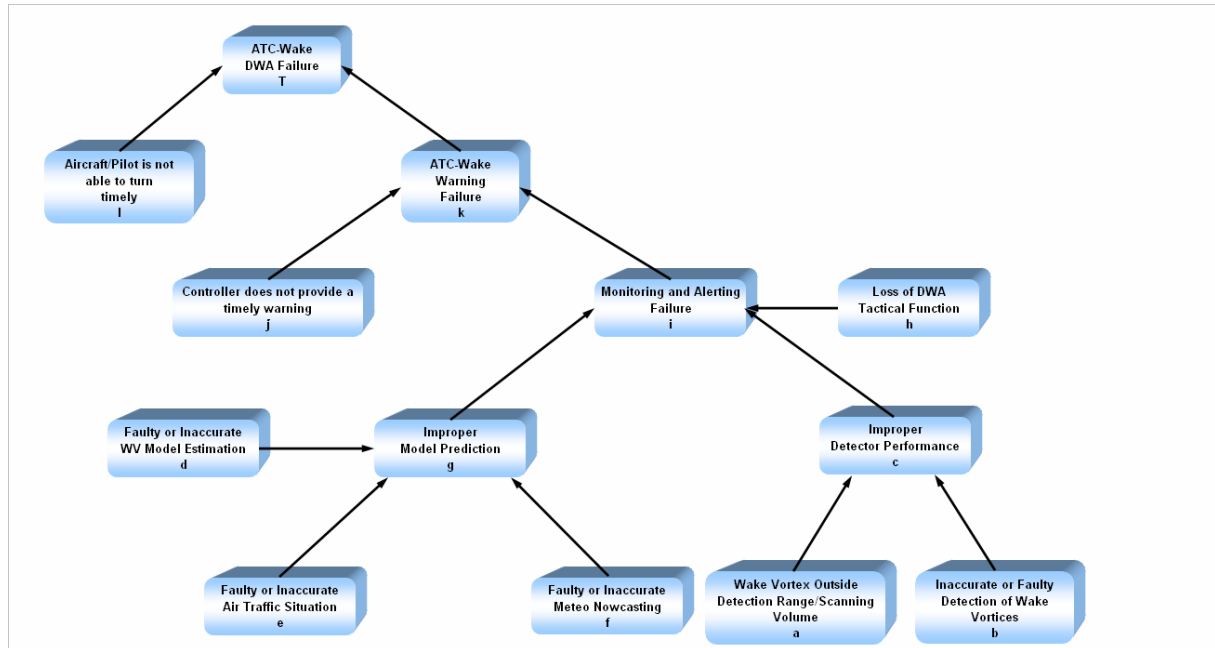 ATC-Wake
DWA Failure
T
Aircraft/Pilot is not
able to turn
timely
l
ATC-Wake
Warning
Failure
k
Controller does not provide a
timely warning
j
Monitoring and Alerting
Failure
i
Loss of DWA
Tactical Function
h
Faulty or Inaccurate
WV Model Estimation
d
Improper
Model Prediction
g
Improper
Detector Performance
c
Faulty or Inaccurate
Air Traffic Situation
e
Faulty or Inaccurate
Meteo Nowcasting
f
Wake Vortex Outside
Detection Range/Scanning
Volume
a
Inaccurate or Faulty
Detection of Wake
Vortices
b